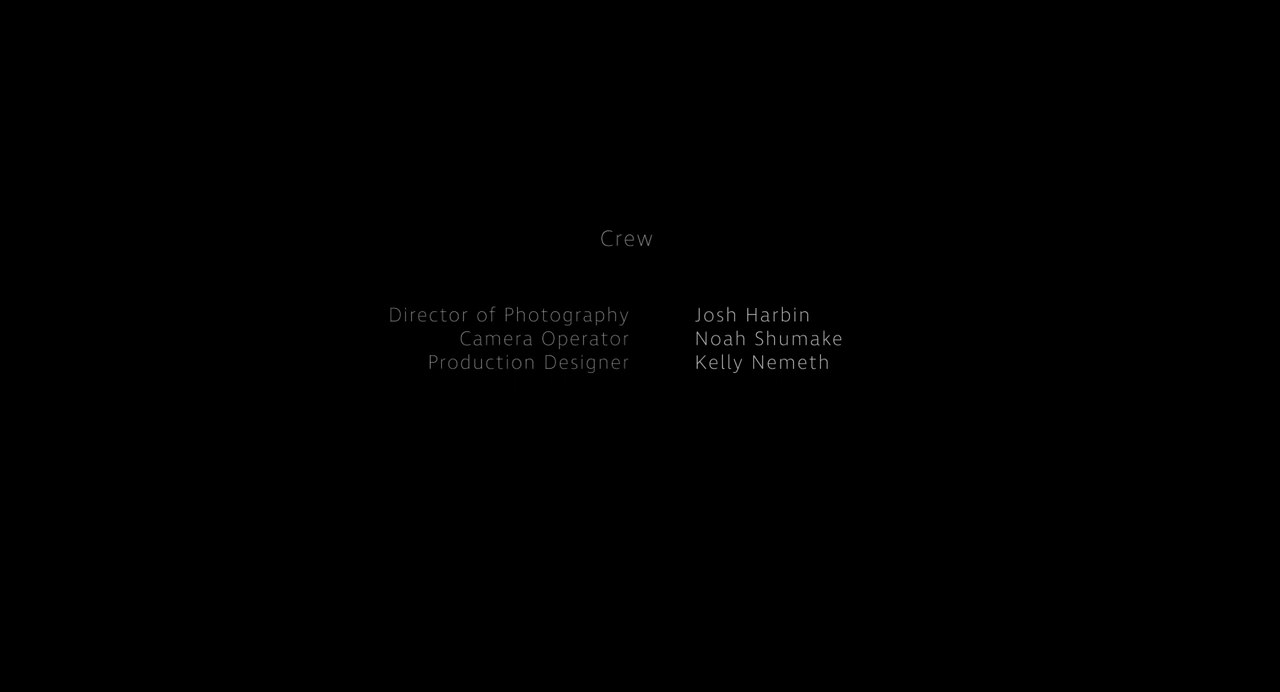 Crew
Director of Photography Josh Harbin
Camera Operator Noah Shumake
Production Designer Kelly Nemeth